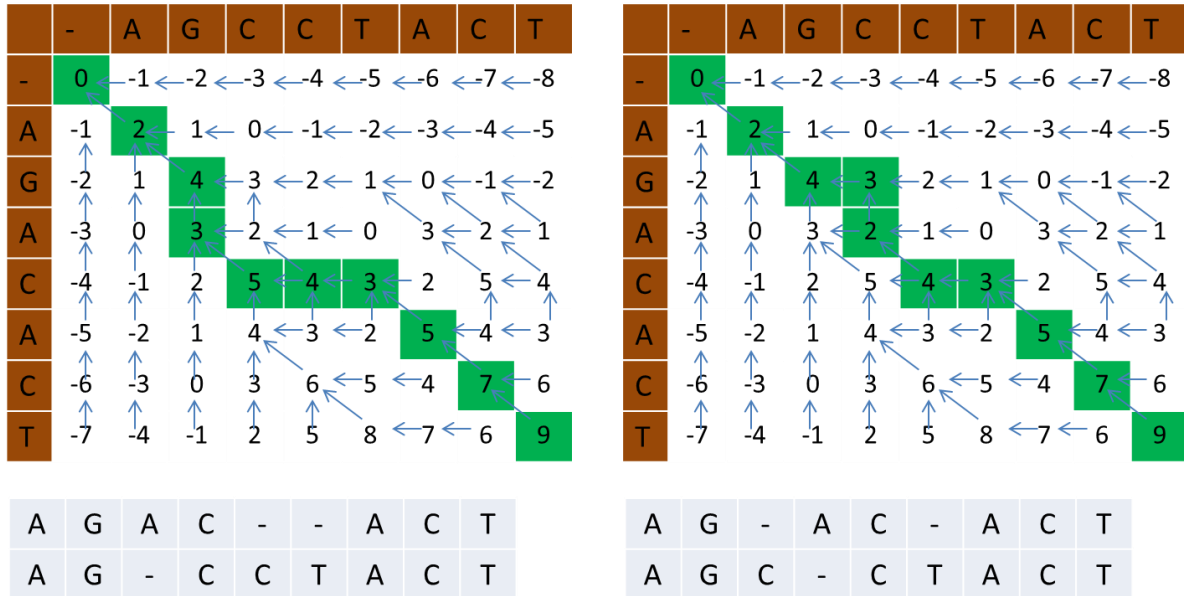 - A G C C T A C T
- 0 -1 -2 -3 -4 -5 -6 -7 -8
A -1 2 1 0 -1 -2 -3 -4 -5
G -2 1 4 3 2 1 0 -1 -2
A -3 0 3 2 1 0 3 2 1
C -4 -1 2 5 4 3 2 5 4
A -5 -2 1 4 3 2 5 4 3
C -6 -3 0 3 6 5 4 7 6
T -7 -4 -1 2 5 8 7 6 9
A G A C - - A C T
A G - C C T A C T
- A G C C T A C T
- 0 -1 -2 -3 -4 -5 -6 -7 -8
A -1 2 1 0 -1 -2 -3 -4 -5
G -2 1 4 3 2 1 0 -1 -2
A -3 0 3 2 1 0 3 2 1
C -4 -1 2 5 4 3 2 5 4
A -5 -2 1 4 3 2 5 4 3
C -6 -3 0 3 6 5 4 7 6
T -7 -4 -1 2 5 8 7 6 9
A G - A C - A C T
A G C - C T A C T